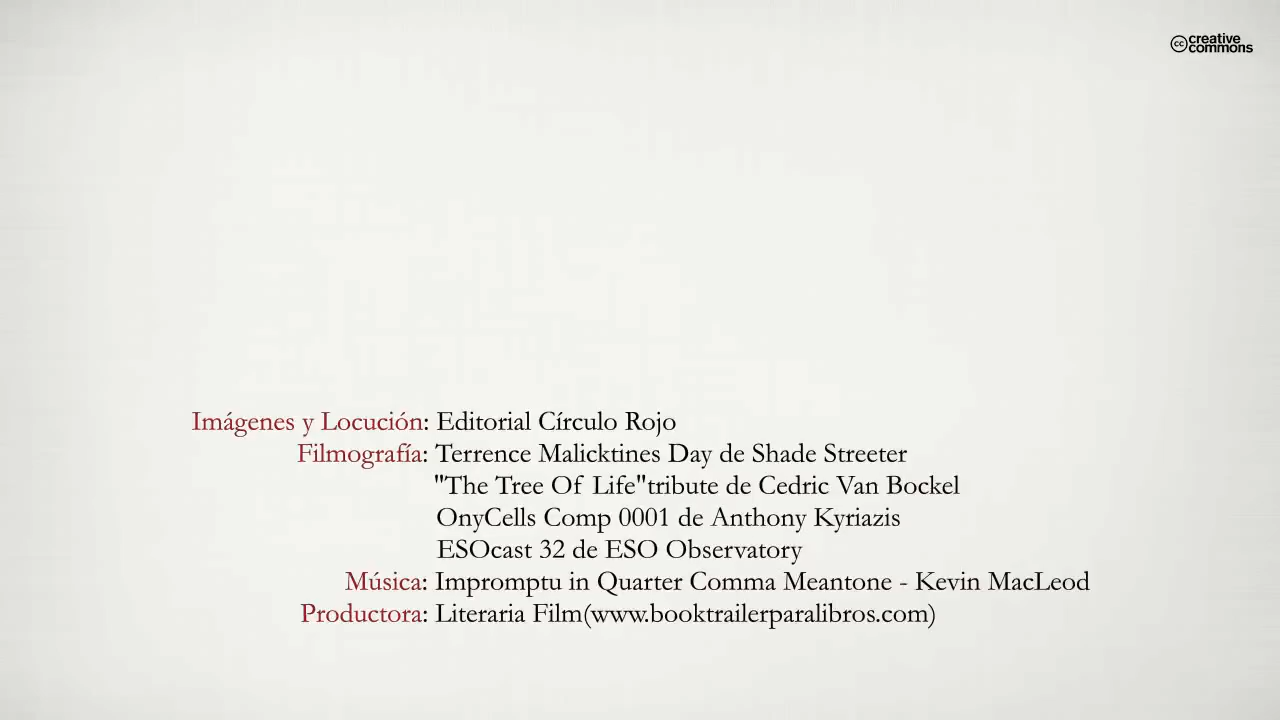 creative
commons
Imágenes y Locución: Editorial Círculo Rojo
Filmografía: Terrence Malicktines Day de Shade Streeter
"The Tree Of Life"tribute de Cedric Van Bockel
OnyCells Comp 0001 de Anthony Kyriazis
ESOcast 32 de ESO Observatory
Música: Impromptu in Quarter Comma Meantone - Kevin MacLeod
Productora: Literaria Film(www.booktrailerparalibros.com)